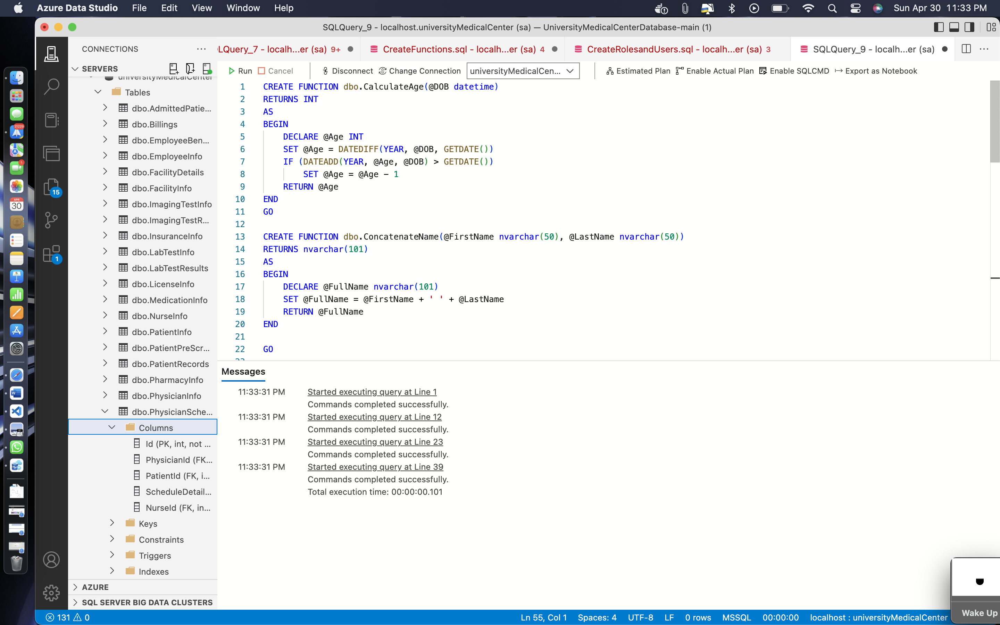 Azure Data Studio File Edit View Window Help Sun Apr 30 11:33 PM
SQLQuery_9 - localhost.universityMedicalCenter (sa) — UniversityMedicalCenterDatabase-main (1)
CONNECTIONS
LQuery_7 - localh...er (sa) 9+
CreateFunctions.sql - localh...er (sa) 4
CreateRolesandUsers.sql - localh...er (sa) 3
SQLQuery_9 - localh...er (sa)
SERVERS
Run Cancel Disconnect Change Connection universityMedicalCen... Estimated Plan Enable Actual Plan Enable SQLCMD Export as Notebook
universityMedicalCenter
Tables
dbo.AdmittedPatie...
dbo.Billings
dbo.EmployeeBen...
dbo.EmployeeInfo
dbo.FacilityDetails
dbo.FacilityInfo
dbo.ImagingTestInfo
dbo.ImagingTestR...
dbo.InsuranceInfo
dbo.LabTestInfo
dbo.LabTestResults
dbo.LicenseInfo
dbo.MedicationInfo
dbo.NurseInfo
dbo.PatientInfo
dbo.PatientPreScr...
dbo.PatientRecords
dbo.PharmacyInfo
dbo.PhysicianInfo
dbo.PhysicianSche...
Columns
Id (PK, int, not ...
PhysicianId (FK...
PatientId (FK, i...
ScheduleDetail...
NurseId (FK, in...
Keys
Constraints
Triggers
Indexes
AZURE
SQL SERVER BIG DATA CLUSTERS
21229
1
APR
30
15
1
1 CREATE FUNCTION dbo.CalculateAge(@DOB datetime)
2 RETURNS INT
3 AS
4 BEGIN
5 DECLARE @Age INT
6 SET @Age = DATEDIFF(YEAR, @DOB, GETDATE())
7 IF (DATEADD(YEAR, @Age, @DOB) > GETDATE())
8 SET @Age = @Age - 1
9 RETURN @Age
10 END
11 GO
12
13 CREATE FUNCTION dbo.ConcatenateName(@FirstName nvarchar(50), @LastName nvarchar(50))
14 RETURNS nvarchar(101)
15 AS
16 BEGIN
17 DECLARE @FullName nvarchar(101)
18 SET @FullName = @FirstName + ' ' + @LastName
19 RETURN @FullName
20 END
21
22 GO
23
Messages
11:33:31 PM Started executing query at Line 1
Commands completed successfully.
11:33:31 PM Started executing query at Line 12
Commands completed successfully.
11:33:31 PM Started executing query at Line 23
Commands completed successfully.
11:33:31 PM Started executing query at Line 39
Commands completed successfully.
Total execution time: 00:00:00.101
Wake Up
131 0 Ln 55, Col 1 Spaces: 4 UTF-8 LF 0 rows MSSQL 00:00:00 localhost : universityMedicalCenter